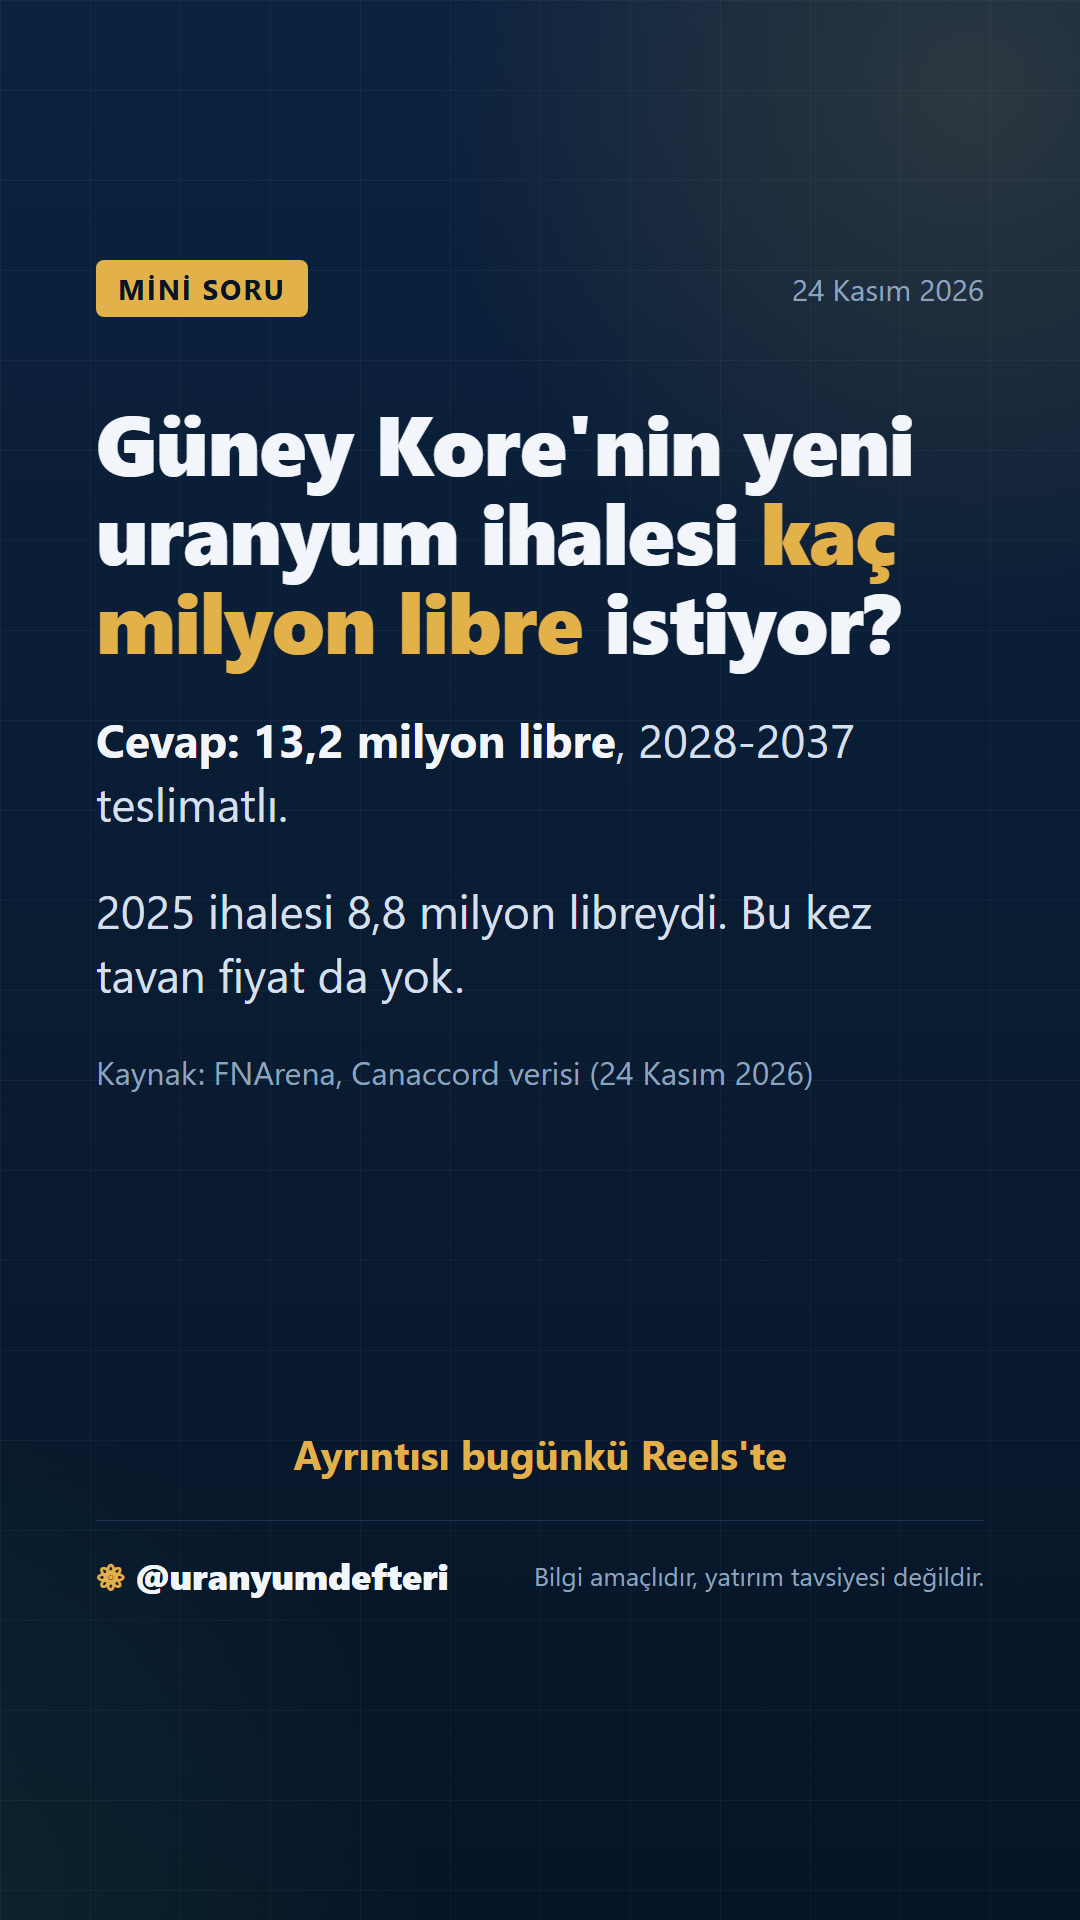 MİNİ SORU
24 Kasım 2026
Güney Kore'nin yeni
uranyum ihalesi kaç
milyon libre istiyor?
Cevap: 13,2 milyon libre, 2028-2037
teslimatlı.
2025 ihalesi 8,8 milyon libreydi. Bu kez
tavan fiyat da yok.
Kaynak: FNArena, Canaccord verisi (24 Kasım 2026)
Ayrıntısı bugünkü Reels'te
@uranyumdefteri
Bilgi amaçlıdır, yatırım tavsiyesi değildir.